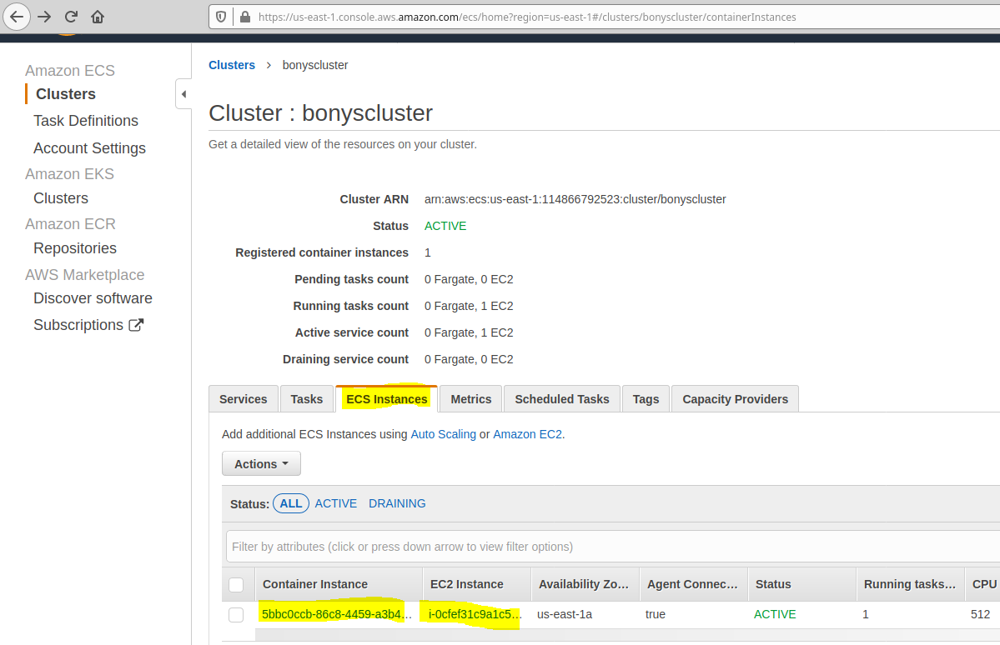 https://us-east-1.console.aws.amazon.com/ecs/home?region=us-east-1#/clusters/bonyscluster/containerInstances
Amazon ECS
Clusters
Task Definitions
Account Settings
Amazon EKS
Clusters
Amazon ECR
Repositories
AWS Marketplace
Discover software
Subscriptions
Clusters > bonyscluster
Cluster : bonyscluster
Get a detailed view of the resources on your cluster.
Cluster ARN arn:aws:ecs:us-east-1:114866792523:cluster/bonyscluster
Status ACTIVE
Registered container instances 1
Pending tasks count 0 Fargate, 0 EC2
Running tasks count 0 Fargate, 1 EC2
Active service count 0 Fargate, 1 EC2
Draining service count 0 Fargate, 0 EC2
Services Tasks ECS Instances Metrics Scheduled Tasks Tags Capacity Providers
Add additional ECS Instances using Auto Scaling or Amazon EC2.
Actions
Status: ALL ACTIVE DRAINING
Filter by attributes (click or press down arrow to view filter options)
Container Instance EC2 Instance Availability Zo... Agent Connec... Status Running tasks... CPU
5bbc0ccb-86c8-4459-a3b4... i-0cfef31c9a1c5... us-east-1a true ACTIVE 1 512